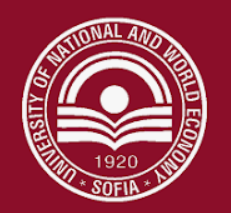 UNIVERSITY OF NATIONAL AND WORLD ECONOMY
1920
* SOFIA *